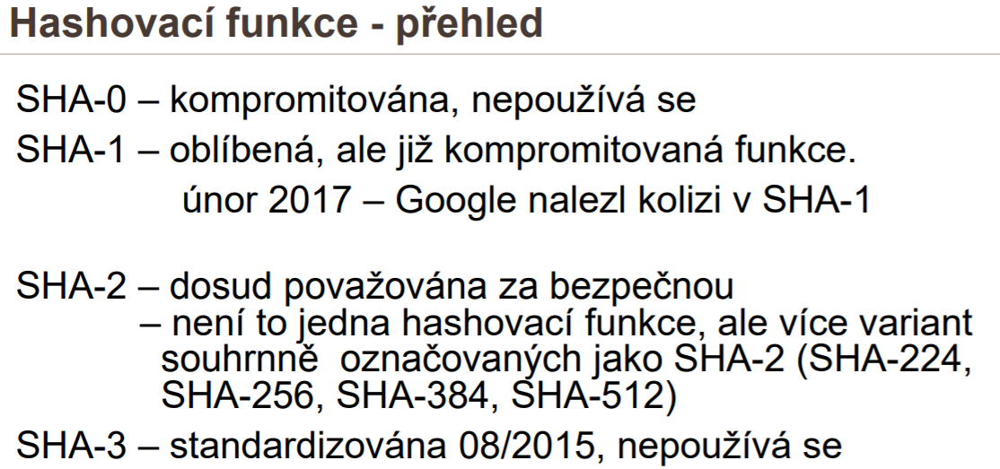 Hashovací funkce - přehled
SHA-0 – kompromitována, nepoužívá se
SHA-1 – oblíbená, ale již kompromitovaná funkce.
únor 2017 – Google nalezl kolizi v SHA-1
SHA-2 – dosud považována za bezpečnou
– není to jedna hashovací funkce, ale více variant
souhrnně označovaných jako SHA-2 (SHA-224,
SHA-256, SHA-384, SHA-512)
SHA-3 – standardizována 08/2015, nepoužívá se